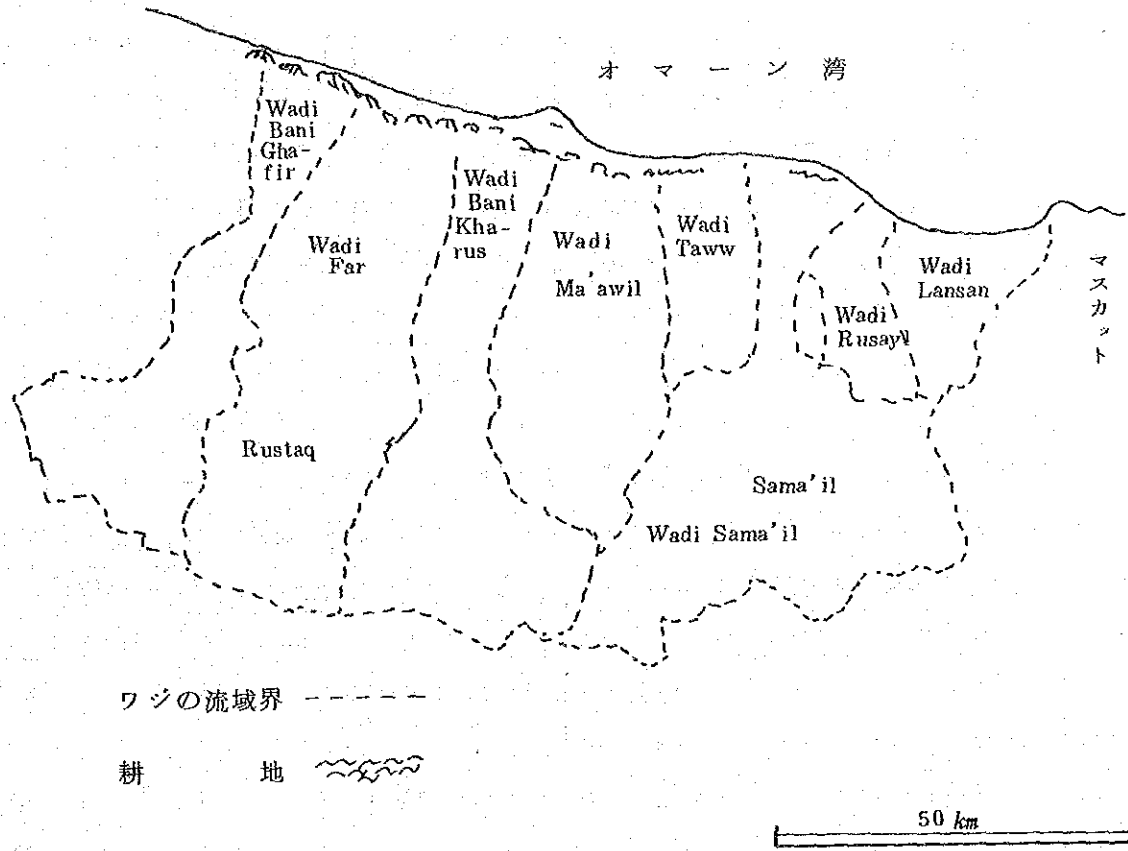 オマーン湾
Wadi
Bani
Gha-
fir
Wadi
Far
Wadi
Bani
Kha-
rus
Wadi
Ma'awil
Wadi
Taww
Wadi
Rusayl
Wadi
Lansan
マスカット
Rustaq
Sama'il
Wadi Sama'il
ワジの流域界
耕地
50 km